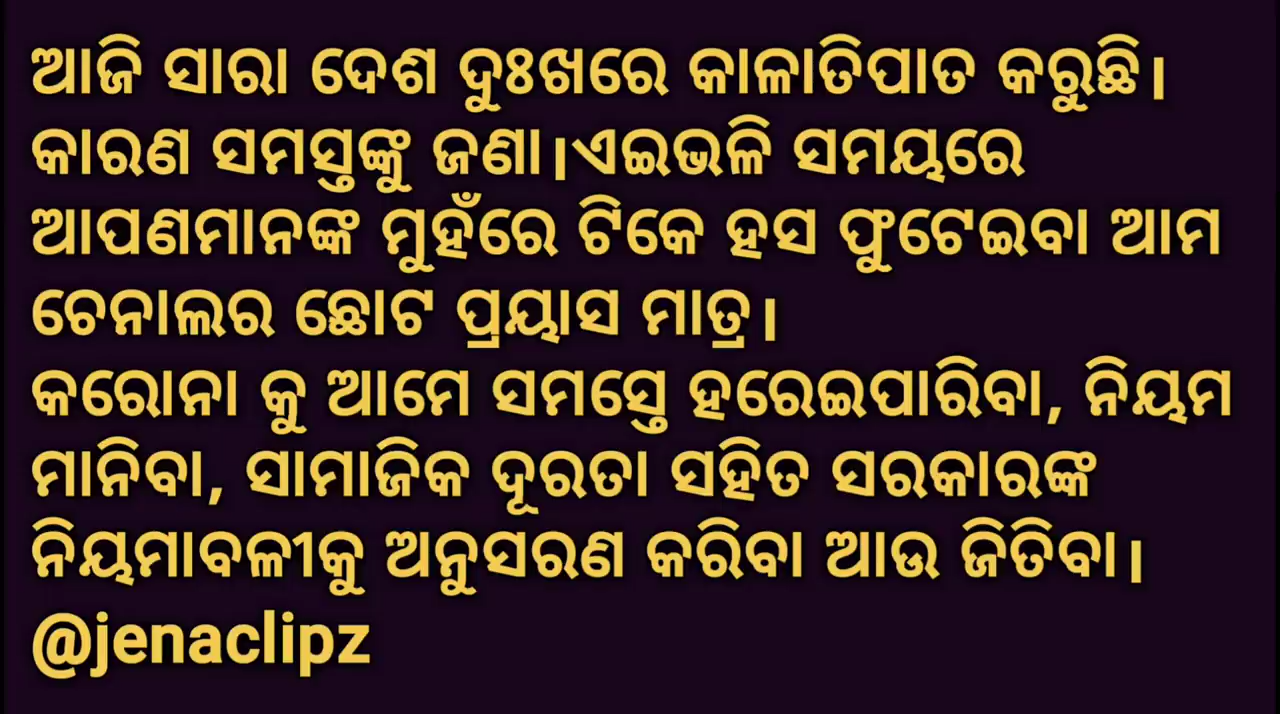 ଆଜି ସାରା ଦେଶ ଦୁଃଖରେ କାଳାତିପାତ କରୁଛି।
କାରଣ ସମସ୍ତଙ୍କୁ ଜଣା।ଏଇଭଳି ସମୟରେ
ଆପଣମାନଙ୍କ ମୁହଁରେ ଟିକେ ହସ ଫୁଟେଇବା ଆମ
ଚେନାଲର ଛୋଟ ପ୍ରୟାସ ମାତ୍ର।
କରୋନା କୁ ଆମେ ସମସ୍ତେ ହରେଇପାରିବା, ନିୟମ
ମାନିବା, ସାମାଜିକ ଦୂରତା ସହିତ ସରକାରଙ୍କ
ନିୟମାବଳୀକୁ ଅନୁସରଣ କରିବା ଆଉ ଜିତିବା।
@jenaclipz